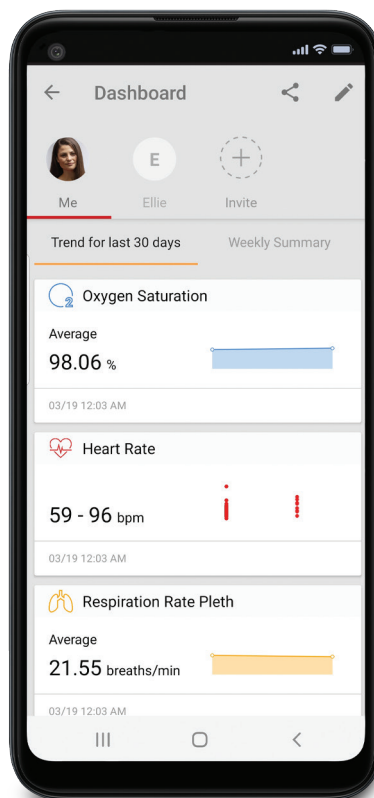 Dashboard
E
Me
Ellie
Invite
Trend for last 30 days
Weekly Summary
O2 Oxygen Saturation
Average
98.06 %
03/19 12:03 AM
Heart Rate
59 - 96 bpm
03/19 12:03 AM
Respiration Rate Pleth
Average
21.55 breaths/min
03/19 12:03 AM